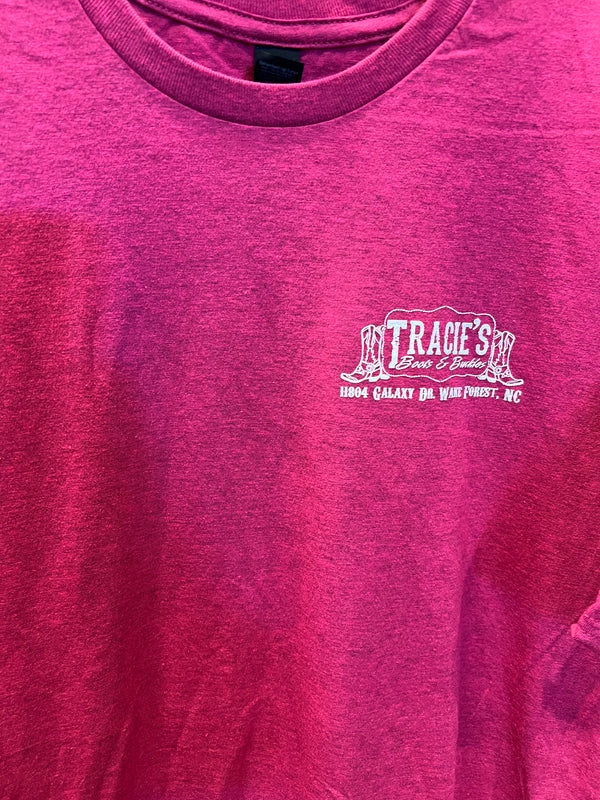 TRACIE'S
Boots & Buckles
11804 GALAXY DR. WAKE FOREST, NC